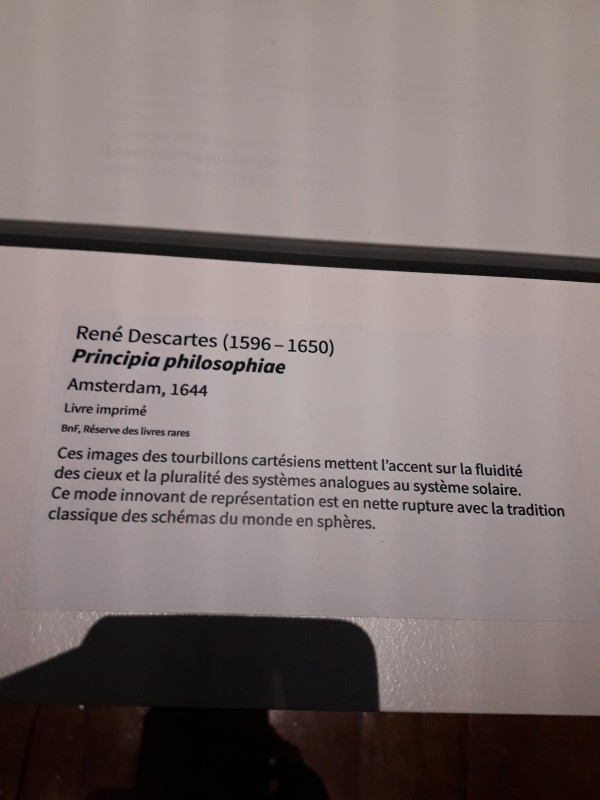 René Descartes (1596 – 1650)
Principia philosophiae
Amsterdam, 1644
Livre imprimé
BnF, Réserve des livres rares
Ces images des tourbillons cartésiens mettent l'accent sur la fluidité
des cieux et la pluralité des systèmes analogues au système solaire.
Ce mode innovant de représentation est en nette rupture avec la tradition
classique des schémas du monde en sphères.